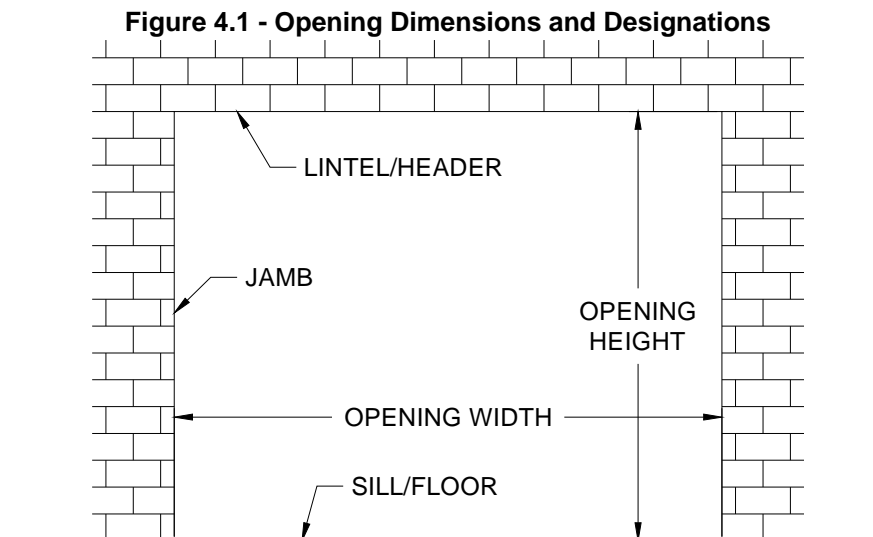 Figure 4.1 - Opening Dimensions and Designations
LINTEL/HEADER
JAMB
OPENING
HEIGHT
OPENING WIDTH
SILL/FLOOR